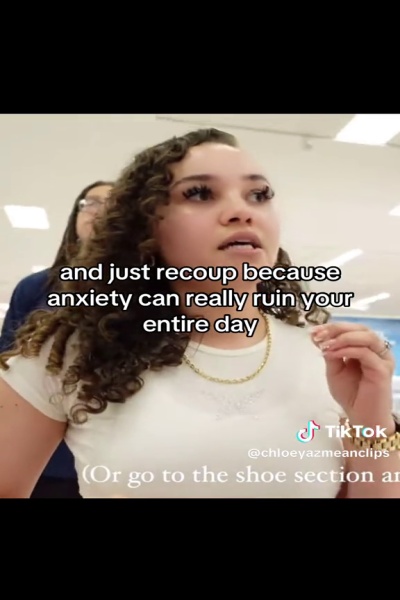 and just recoup because
anxiety can really ruin your
entire day
TikTok
@chloeyazmeanclips
(Or go to the shoe section an